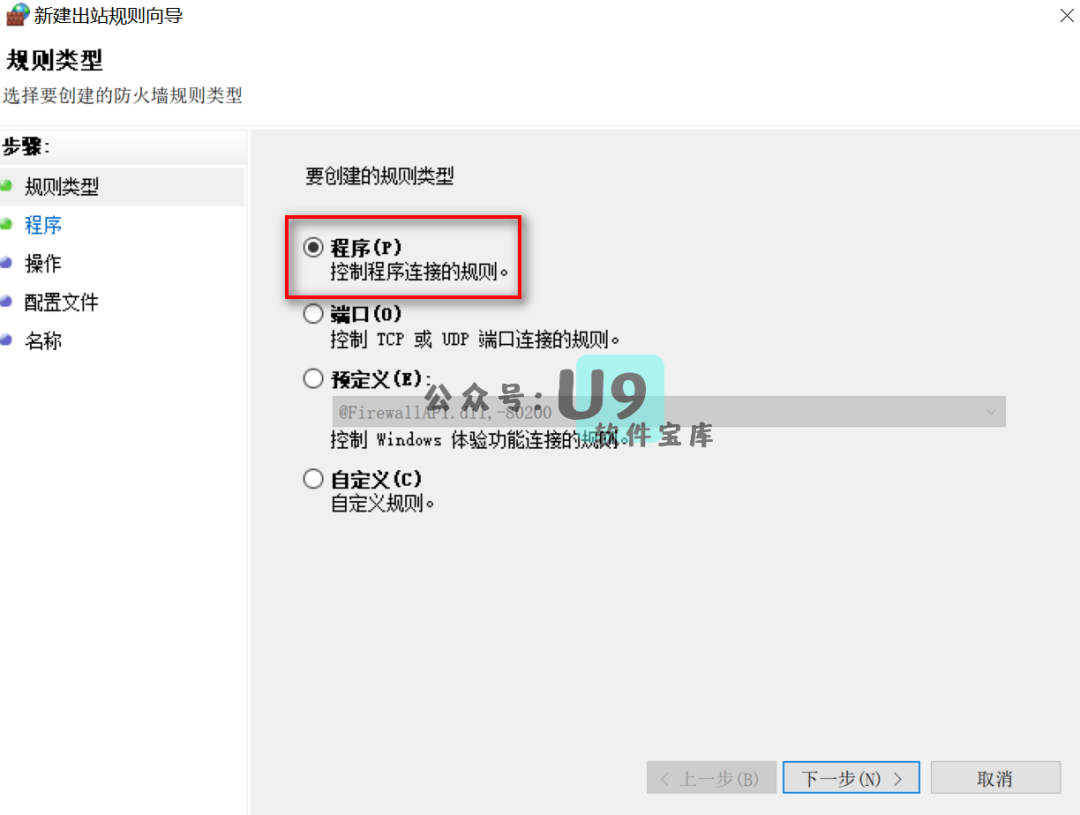 新建出站规则向导
规则类型
选择要创建的防火墙规则类型
步骤:
规则类型
程序
操作
配置文件
名称
要创建的规则类型
程序(P)
控制程序连接的规则。
端口(O)
控制 TCP 或 UDP 端口连接的规则。
预定义(E):
@FirewallAPI.dll,-80200
控制 Windows 体验功能连接的规则。
自定义(C)
自定义规则。
公众号:U9
软件宝库
< 上一步(B)
下一步(N) >
取消